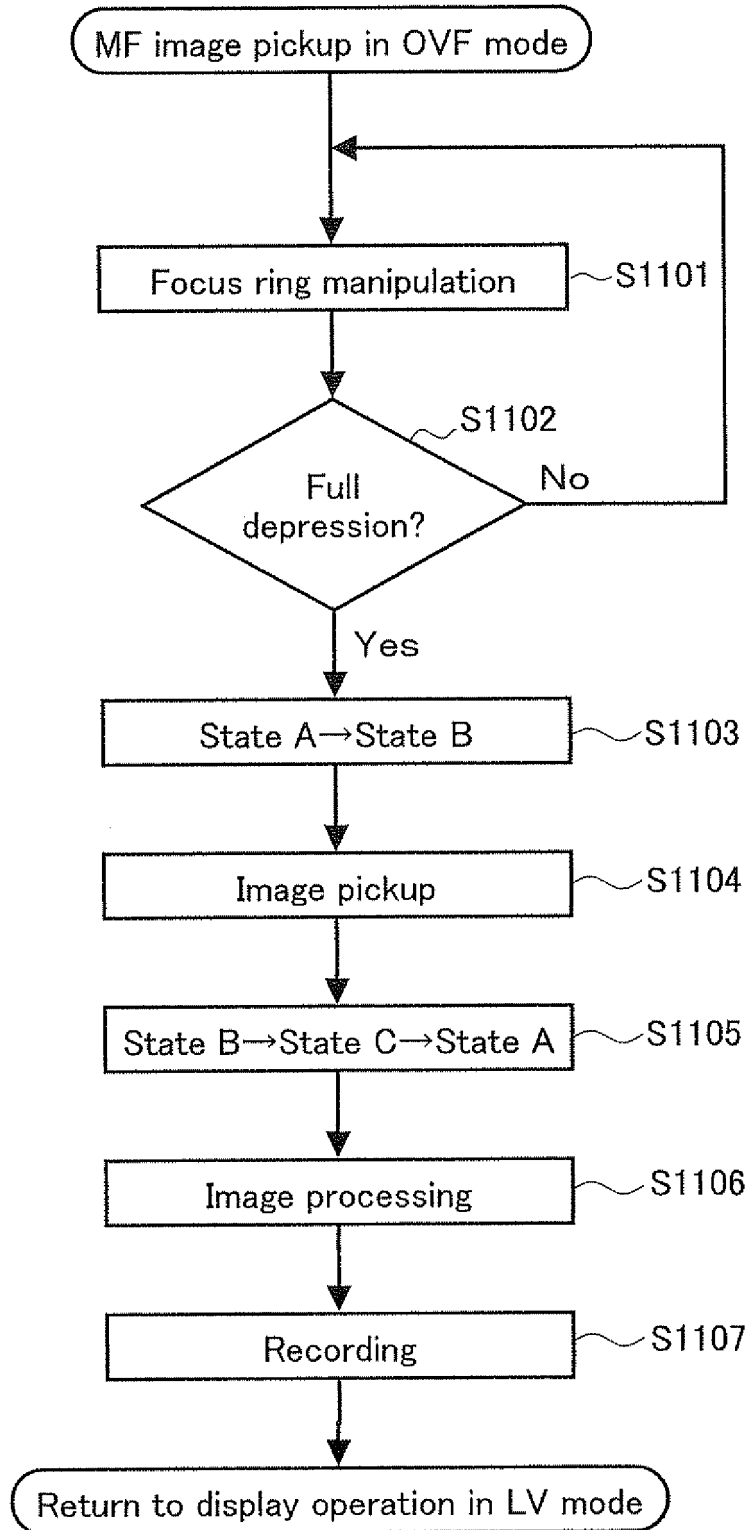 MF image pickup in OVF mode
Focus ring manipulation
S1101
S1102
Full
depression?
No
Yes
State A→State B
S1103
Image pickup
S1104
State B→State C→State A
S1105
Image processing
S1106
Recording
S1107
Return to display operation in LV mode